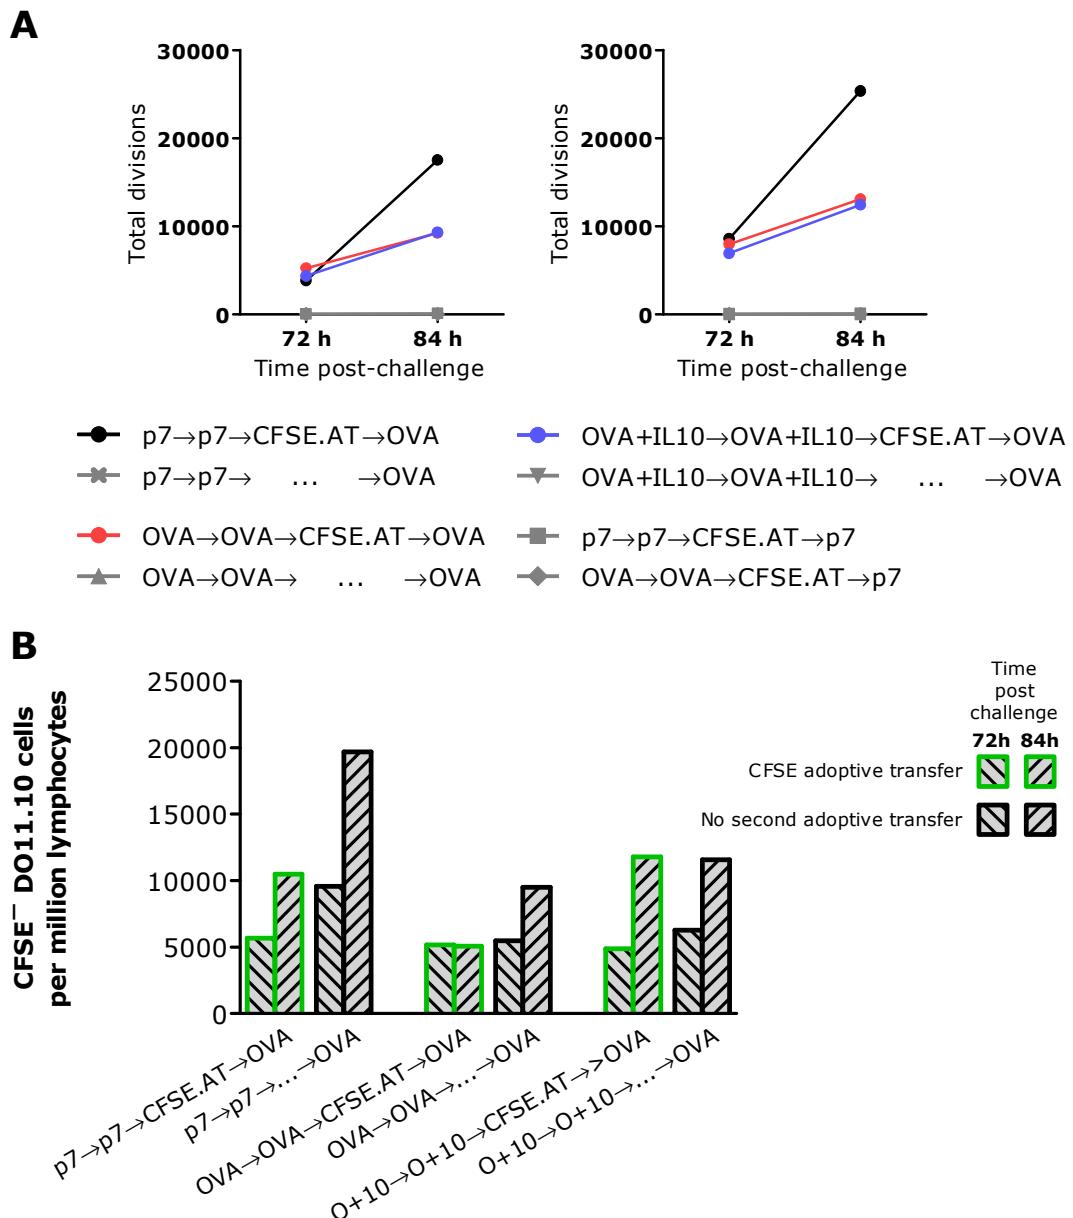 A
30000
20000
10000
0
Total divisions
72 h
84 h
Time post-challenge
30000
20000
10000
0
Total divisions
72 h
84 h
Time post-challenge
p7→p7→CFSE.AT→OVA
p7→p7→ ... →OVA
OVA→OVA→CFSE.AT→OVA
OVA→OVA→ ... →OVA
OVA+IL10→OVA+IL10→CFSE.AT→OVA
OVA+IL10→OVA+IL10→ ... →OVA
p7→p7→CFSE.AT→p7
OVA→OVA→CFSE.AT→p7
B
CFSE⁻ DO11.10 cells
per million lymphocytes
25000
20000
15000
10000
5000
0
p7→p7→CFSE.AT→OVA
p7→p7→...→OVA
OVA→OVA→CFSE.AT→OVA
OVA→OVA→...→OVA
O+10→O+10→CFSE.AT→>OVA
O+10→O+10→...→OVA
Time
post
challenge
72h 84h
CFSE adoptive transfer
No second adoptive transfer